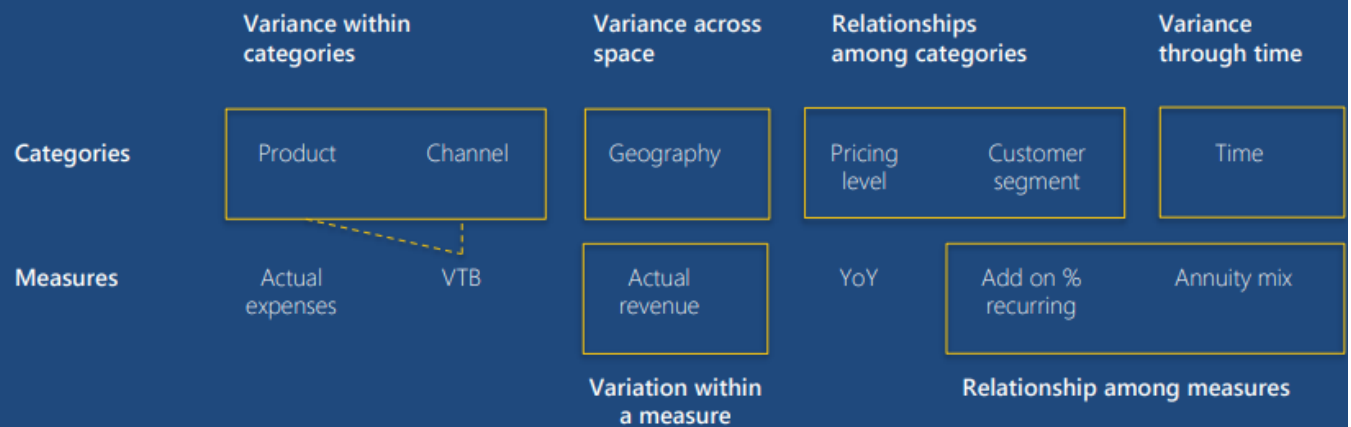 Variance within
categories
Variance across
space
Relationships
among categories
Variance
through time
Categories
Product
Channel
Geography
Pricing
level
Customer
segment
Time
Measures
Actual
expenses
VTB
Actual
revenue
YoY
Add on %
recurring
Annuity mix
Variation within
a measure
Relationship among measures